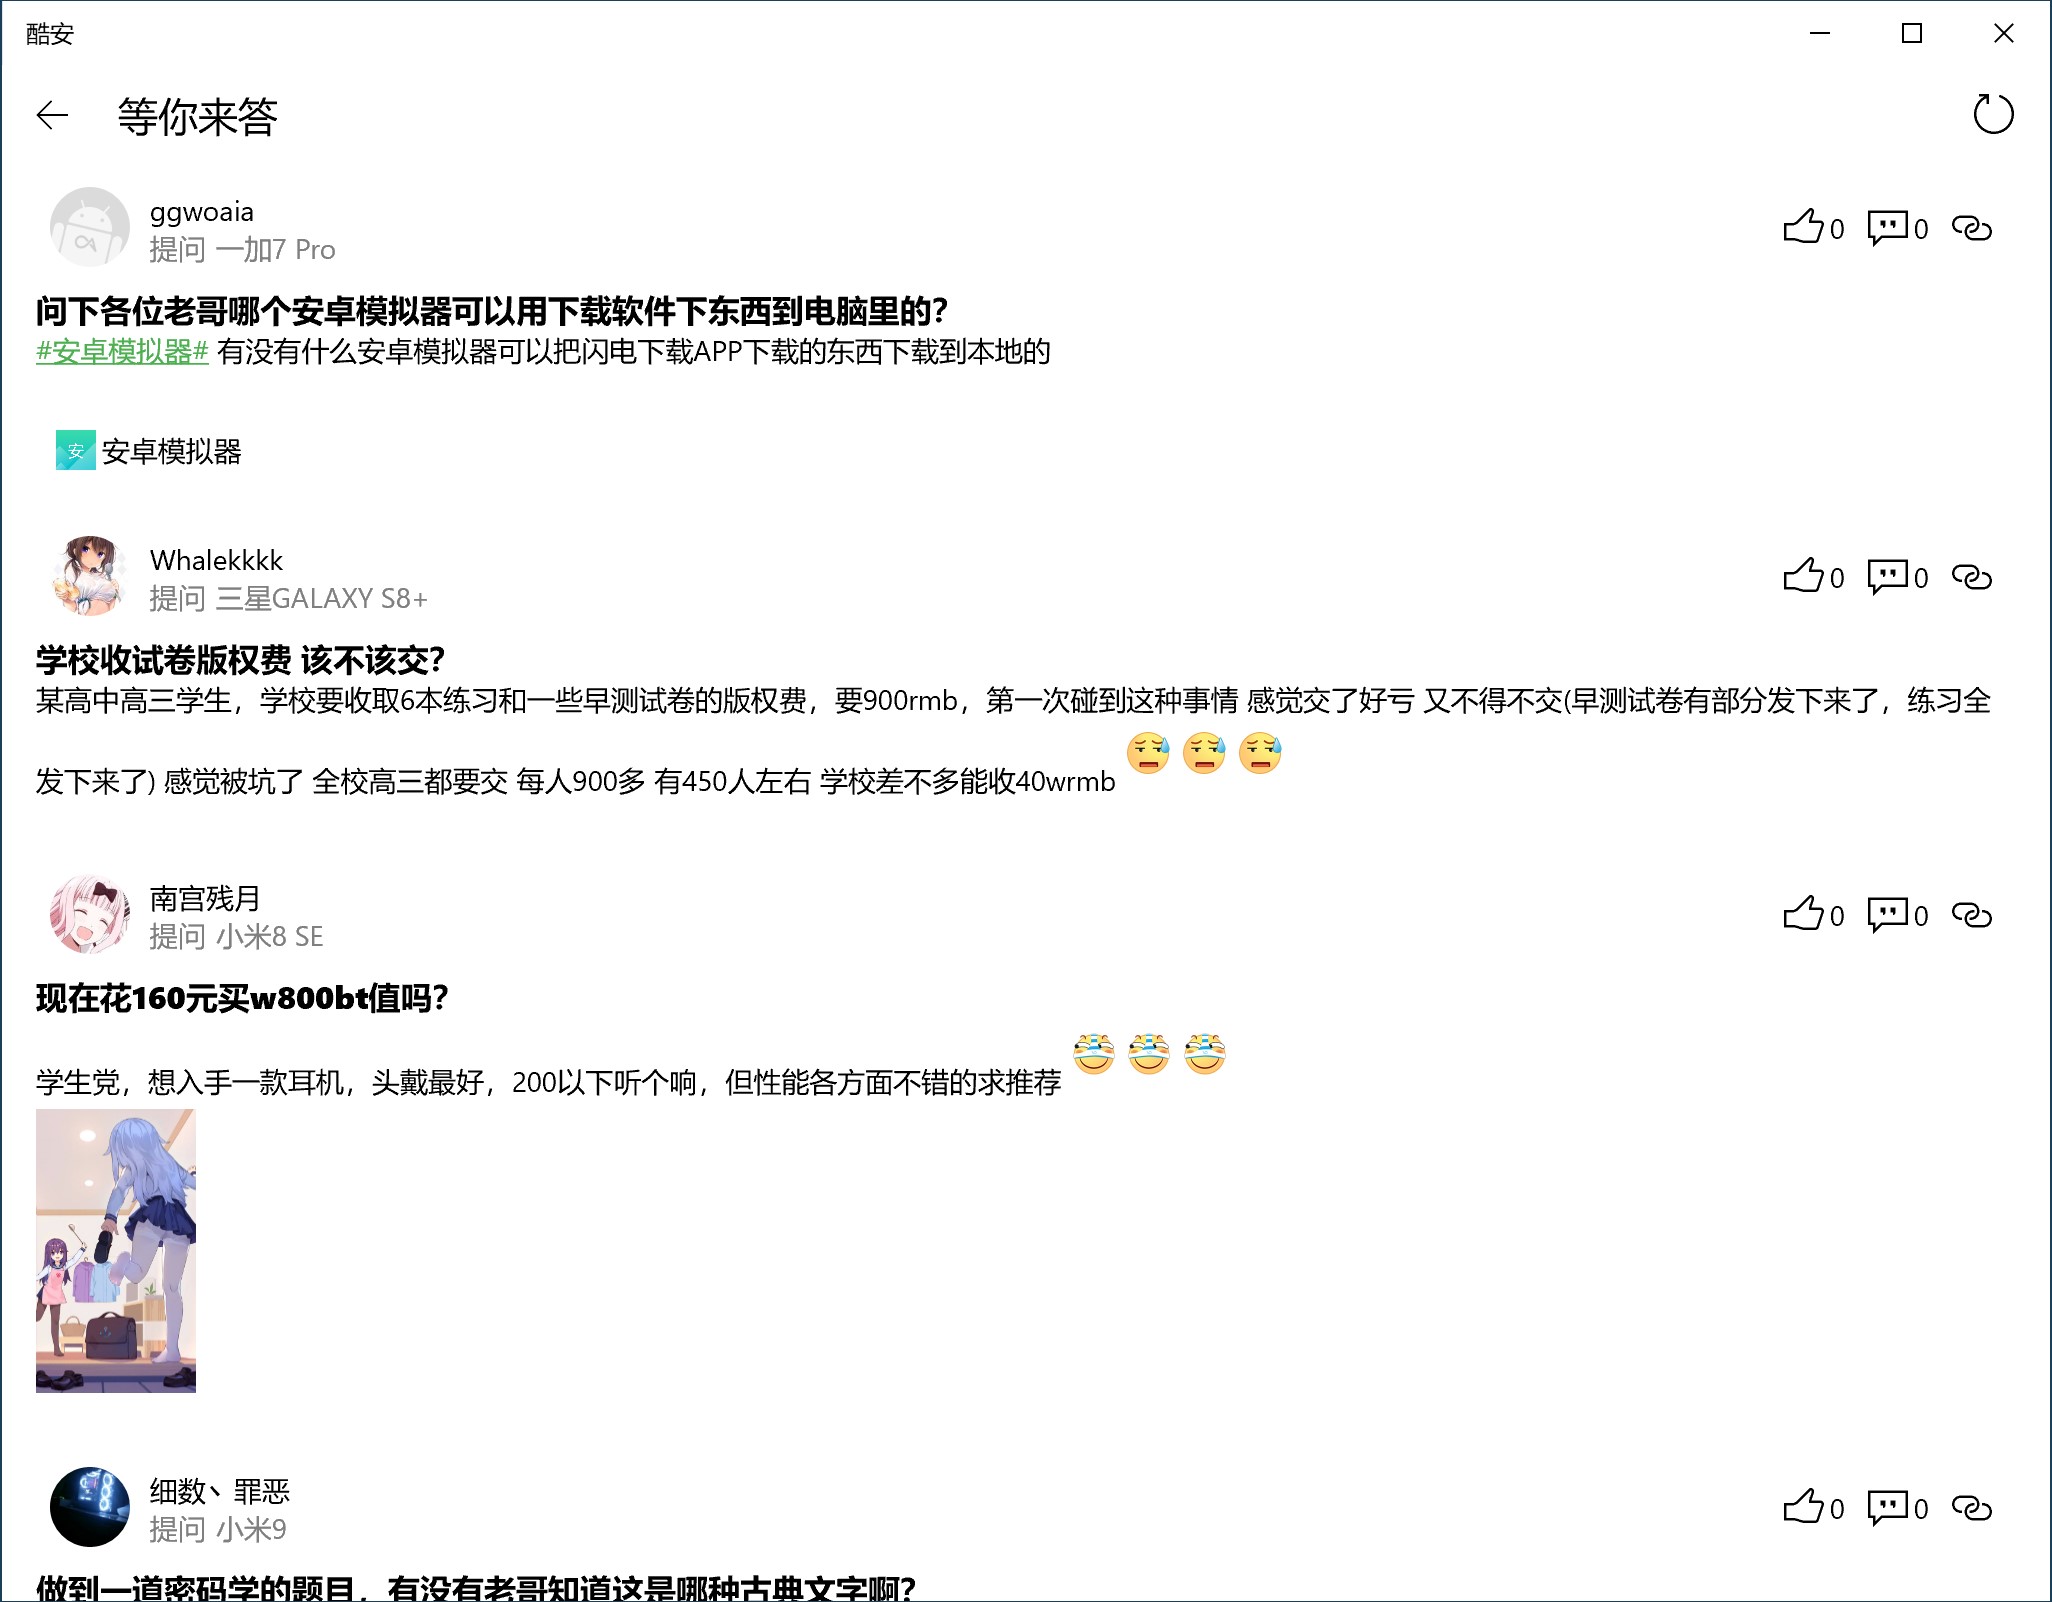 酷安
等你来答
ggwoaia
提问 一加7 Pro
0
0
问下各位老哥哪个安卓模拟器可以用下载软件下东西到电脑里的？
#安卓模拟器# 有没有什么安卓模拟器可以把闪电下载APP下载的东西下载到本地的
安 安卓模拟器
Whalekkkk
提问 三星GALAXY S8+
0
0
学校收试卷版权费 该不该交？
某高中高三学生，学校要收取6本练习和一些早测试卷的版权费，要900rmb，第一次碰到这种事情 感觉交了好亏 又不得不交(早测试卷有部分发下来了，练习全
发下来了) 感觉被坑了 全校高三都要交 每人900多 有450人左右 学校差不多能收40wrmb
南宫残月
提问 小米8 SE
0
0
现在花160元买w800bt值吗？
学生党，想入手一款耳机，头戴最好，200以下听个响，但性能各方面不错的求推荐
细数丶罪恶
提问 小米9
0
0
做到一道密码学的题目，有没有老哥知道这是哪种古典文字啊？